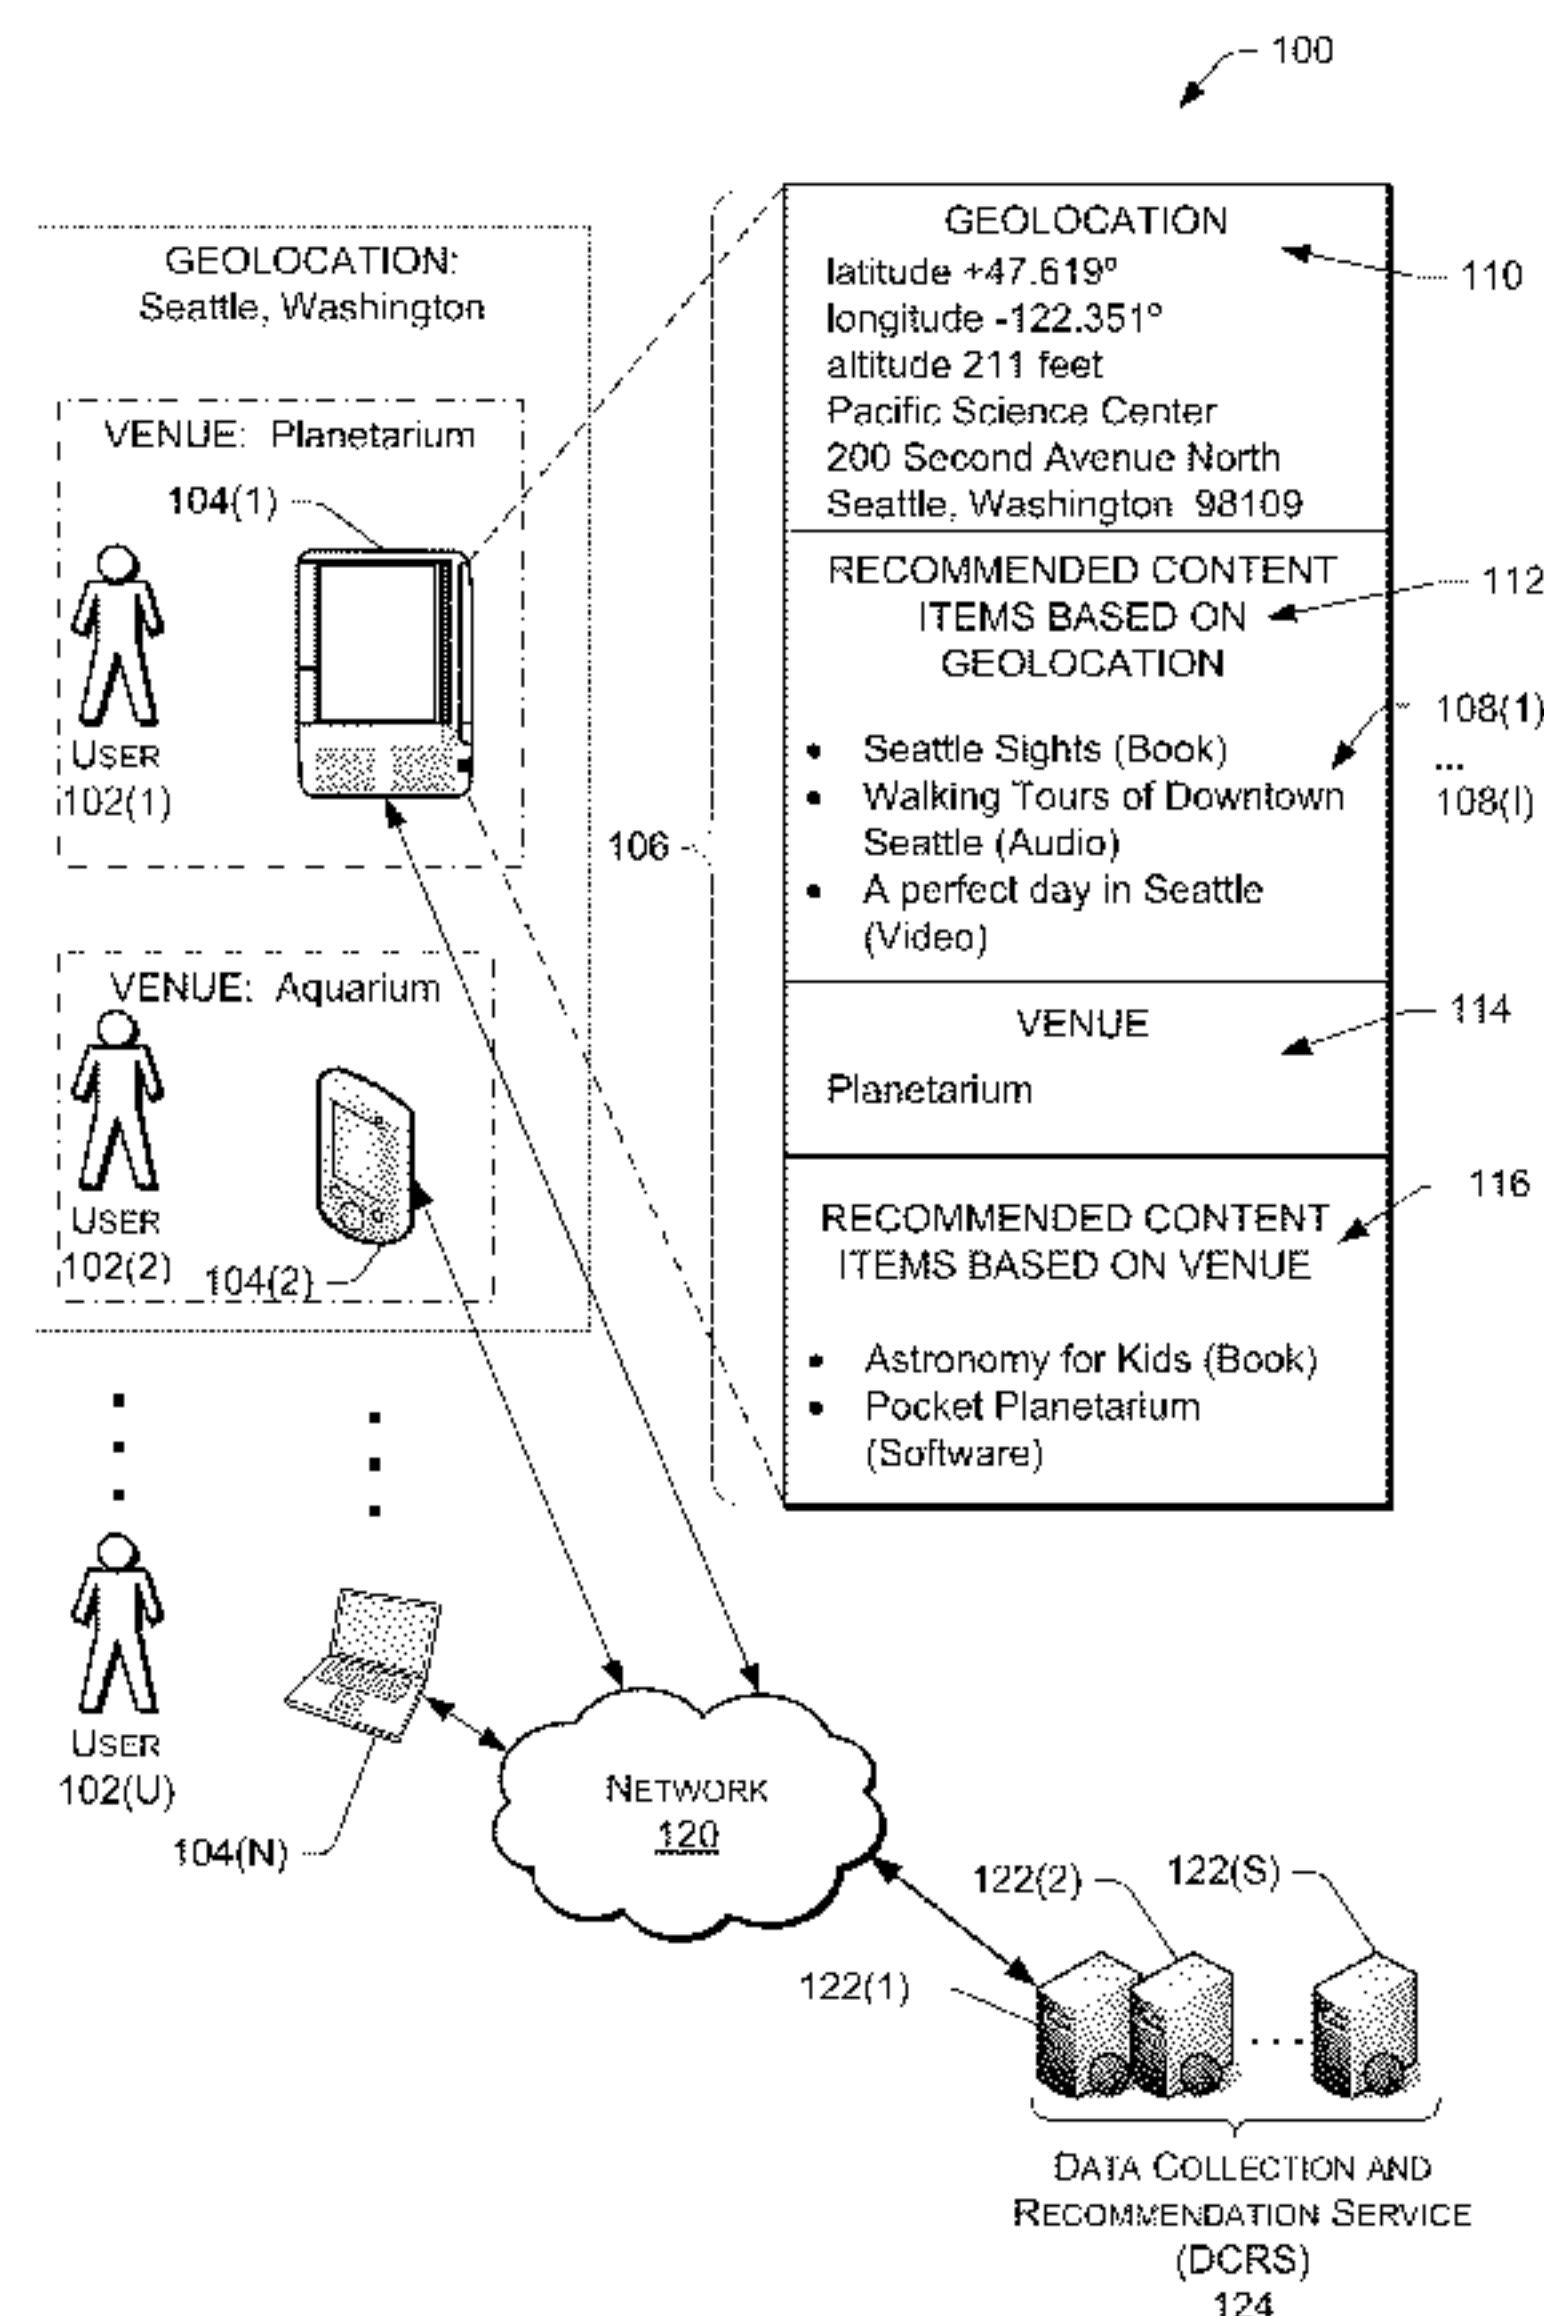 100
GEOLOCATION:
Seattle, Washington
VENUE: Planetarium
104(1)
USER
102(1)
VENUE: Aquarium
USER
102(2)
104(2)
USER
102(U)
104(N)
106
GEOLOCATION
latitude +47.619º
longitude -122.351º
altitude 211 feet
Pacific Science Center
200 Second Avenue North
Seattle, Washington 98109
110
RECOMMENDED CONTENT
ITEMS BASED ON
GEOLOCATION
112
• Seattle Sights (Book)
• Walking Tours of Downtown
Seattle (Audio)
• A perfect day in Seattle
(Video)
108(1)
...
108(I)
VENUE
Planetarium
114
RECOMMENDED CONTENT
ITEMS BASED ON VENUE
116
• Astronomy for Kids (Book)
• Pocket Planetarium
(Software)
NETWORK
120
122(1)
122(2)
122(S)
DATA COLLECTION AND
RECOMMENDATION SERVICE
(DCRS)
124